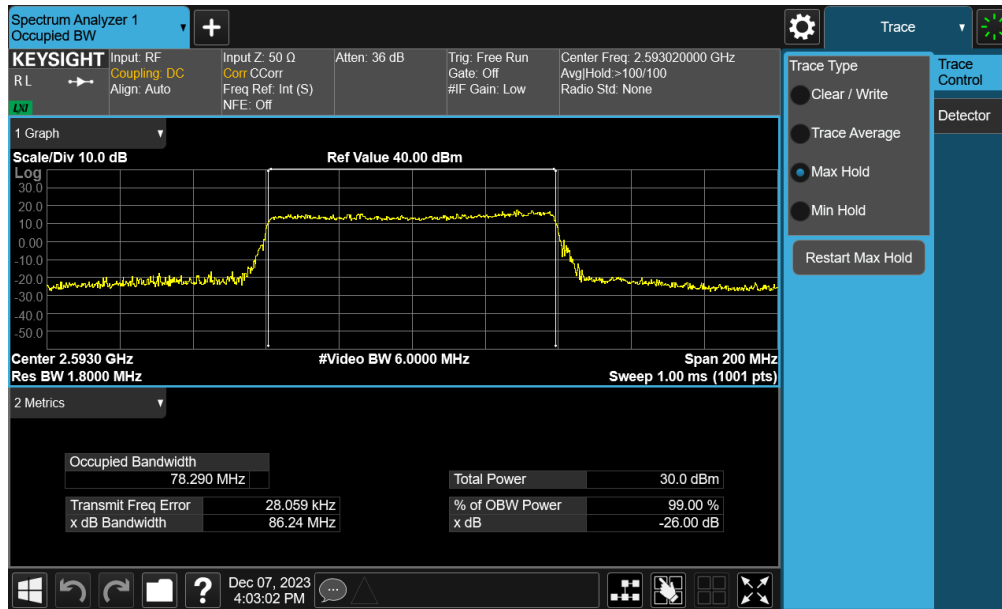 Spectrum Analyzer 1
Occupied BW
+
Trace
KEYSIGHT
R L
LXI
Input: RF
Coupling: DC
Align: Auto
Input Z: 50 Ω
Corr CCorr
Freq Ref: Int (S)
NFE: Off
Atten: 36 dB
Trig: Free Run
Gate: Off
#IF Gain: Low
Center Freq: 2.593020000 GHz
Avg|Hold:>100/100
Radio Std: None
Trace Type
Clear / Write
Trace Average
Max Hold
Min Hold
Restart Max Hold
Trace
Control
Detector
1 Graph
Scale/Div 10.0 dB
Ref Value 40.00 dBm
Log
30.0
20.0
10.0
0.00
-10.0
-20.0
-30.0
-40.0
-50.0
Center 2.5930 GHz
#Video BW 6.0000 MHz
Span 200 MHz
Res BW 1.8000 MHz
Sweep 1.00 ms (1001 pts)
2 Metrics
Occupied Bandwidth
78.290 MHz
Total Power 30.0 dBm
Transmit Freq Error 28.059 kHz
% of OBW Power 99.00 %
x dB Bandwidth 86.24 MHz
x dB -26.00 dB
?
Dec 07, 2023
4:03:02 PM